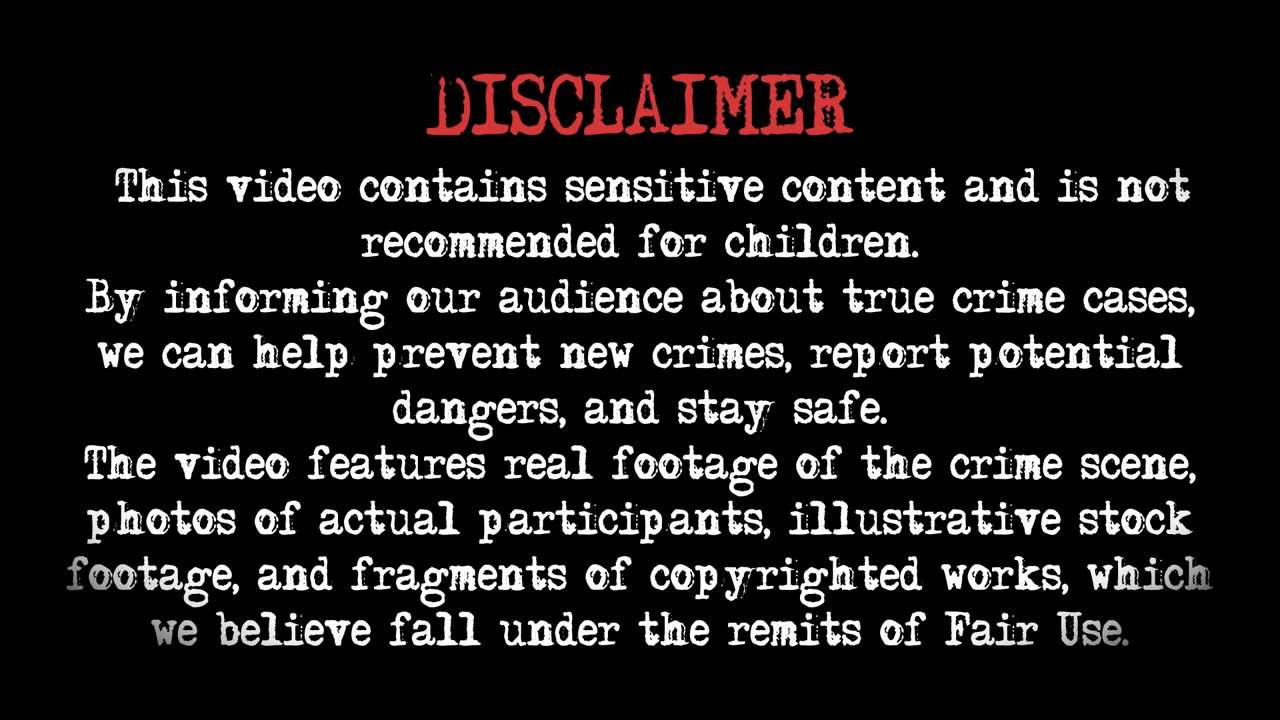 DISCLAIMER
This video contains sensitive content and is not
recommended for children.
By informing our audience about true crime cases,
we can help prevent new crimes, report potential
dangers, and stay safe.
The video features real footage of the crime scene,
photos of actual participants, illustrative stock
footage, and fragments of copyrighted works, which
we believe fall under the remits of Fair Use.